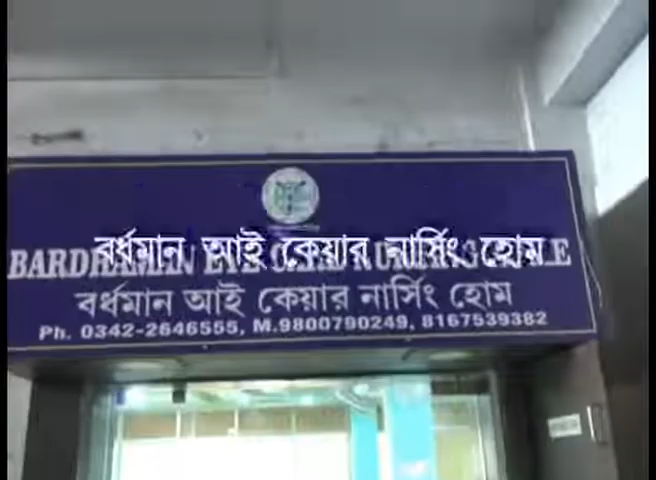 বর্ধমান আই কেয়ার নার্সিং হোম
BARDHAMAN EYE CARE NURSING HOME
বর্ধমান আই কেয়ার নার্সিং হোম
Ph. 0342-2646555, M.9800790249, 8167539382